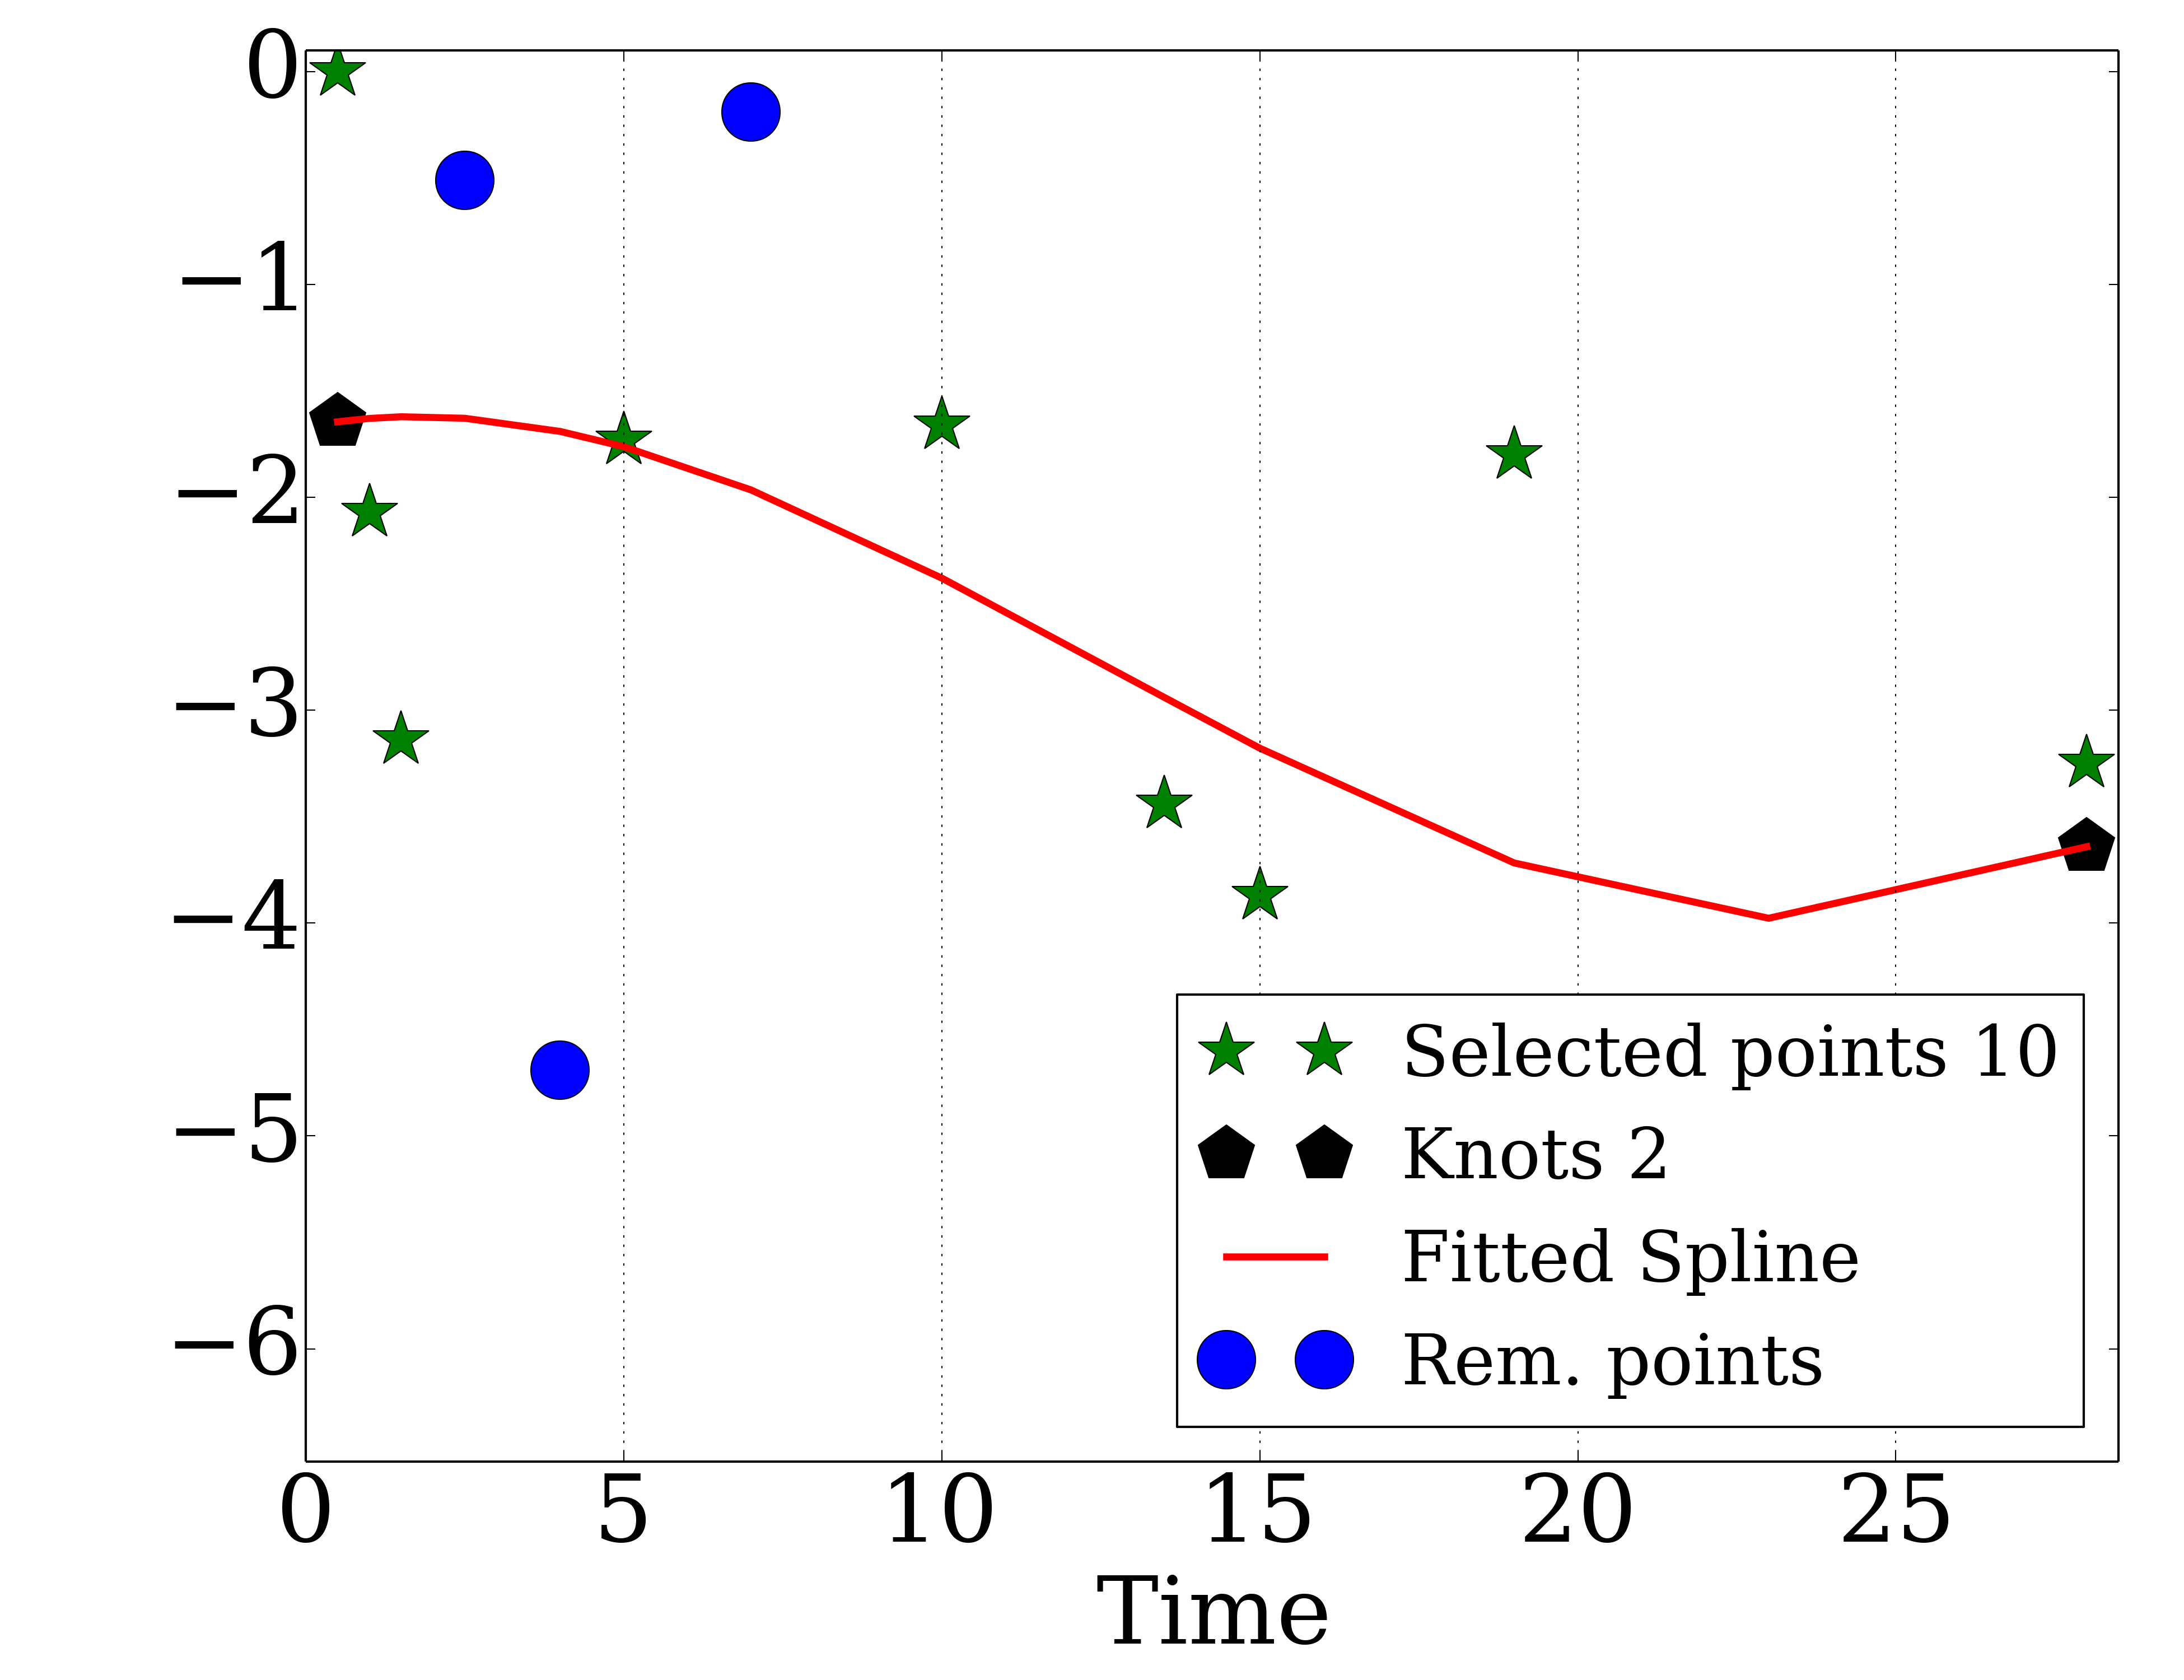 0
−1
−2
−3
−4
−5
−6
Selected points 10
Knots 2
Fitted Spline
Rem. points
0 5 10 15 20 25
Time